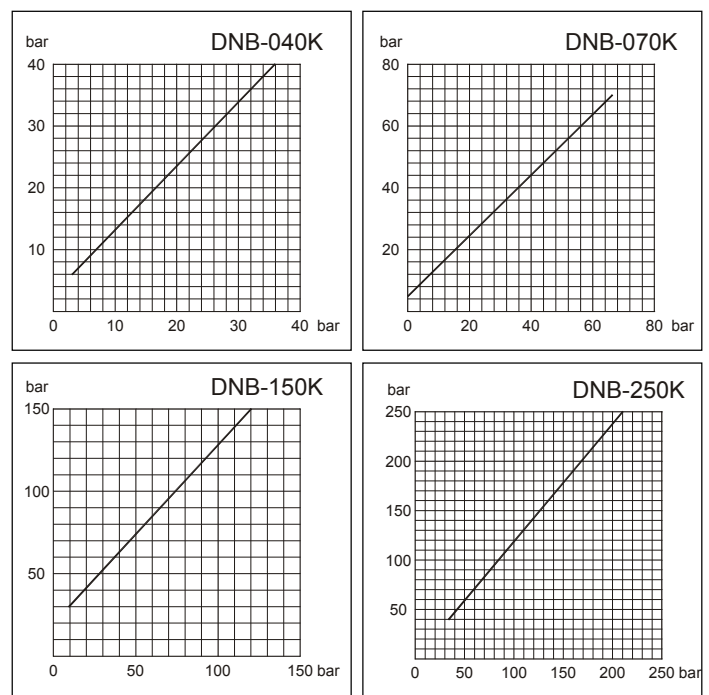 bar DNB-040K
40
30
20
10
0 10 20 30 40 bar
bar DNB-070K
80
60
40
20
0 20 40 60 80 bar
bar DNB-150K
150
100
50
0 50 100 150 bar
bar DNB-250K
250
200
150
100
50
0 50 100 150 200 250 bar